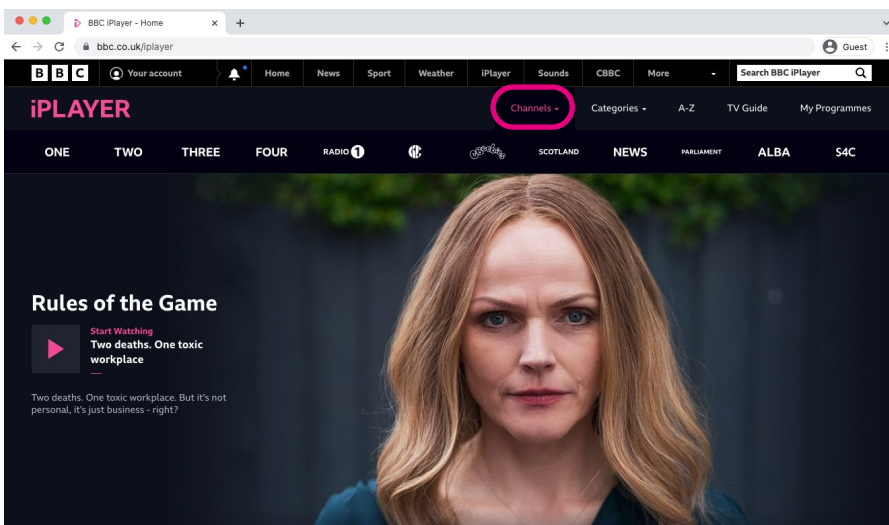 BBC iPlayer - Home
bbc.co.uk/iplayer
Guest
BBC Your account Home News Sport Weather iPlayer Sounds CBBC More Search BBC iPlayer
iPLAYER Channels Categories A-Z TV Guide My Programmes
ONE TWO THREE FOUR RADIO 1 CBBC CBeebies SCOTLAND NEWS PARLIAMENT ALBA S4C
Rules of the Game
Start Watching
Two deaths. One toxic
workplace
Two deaths. One toxic workplace. But it's not
personal, it's just business - right?